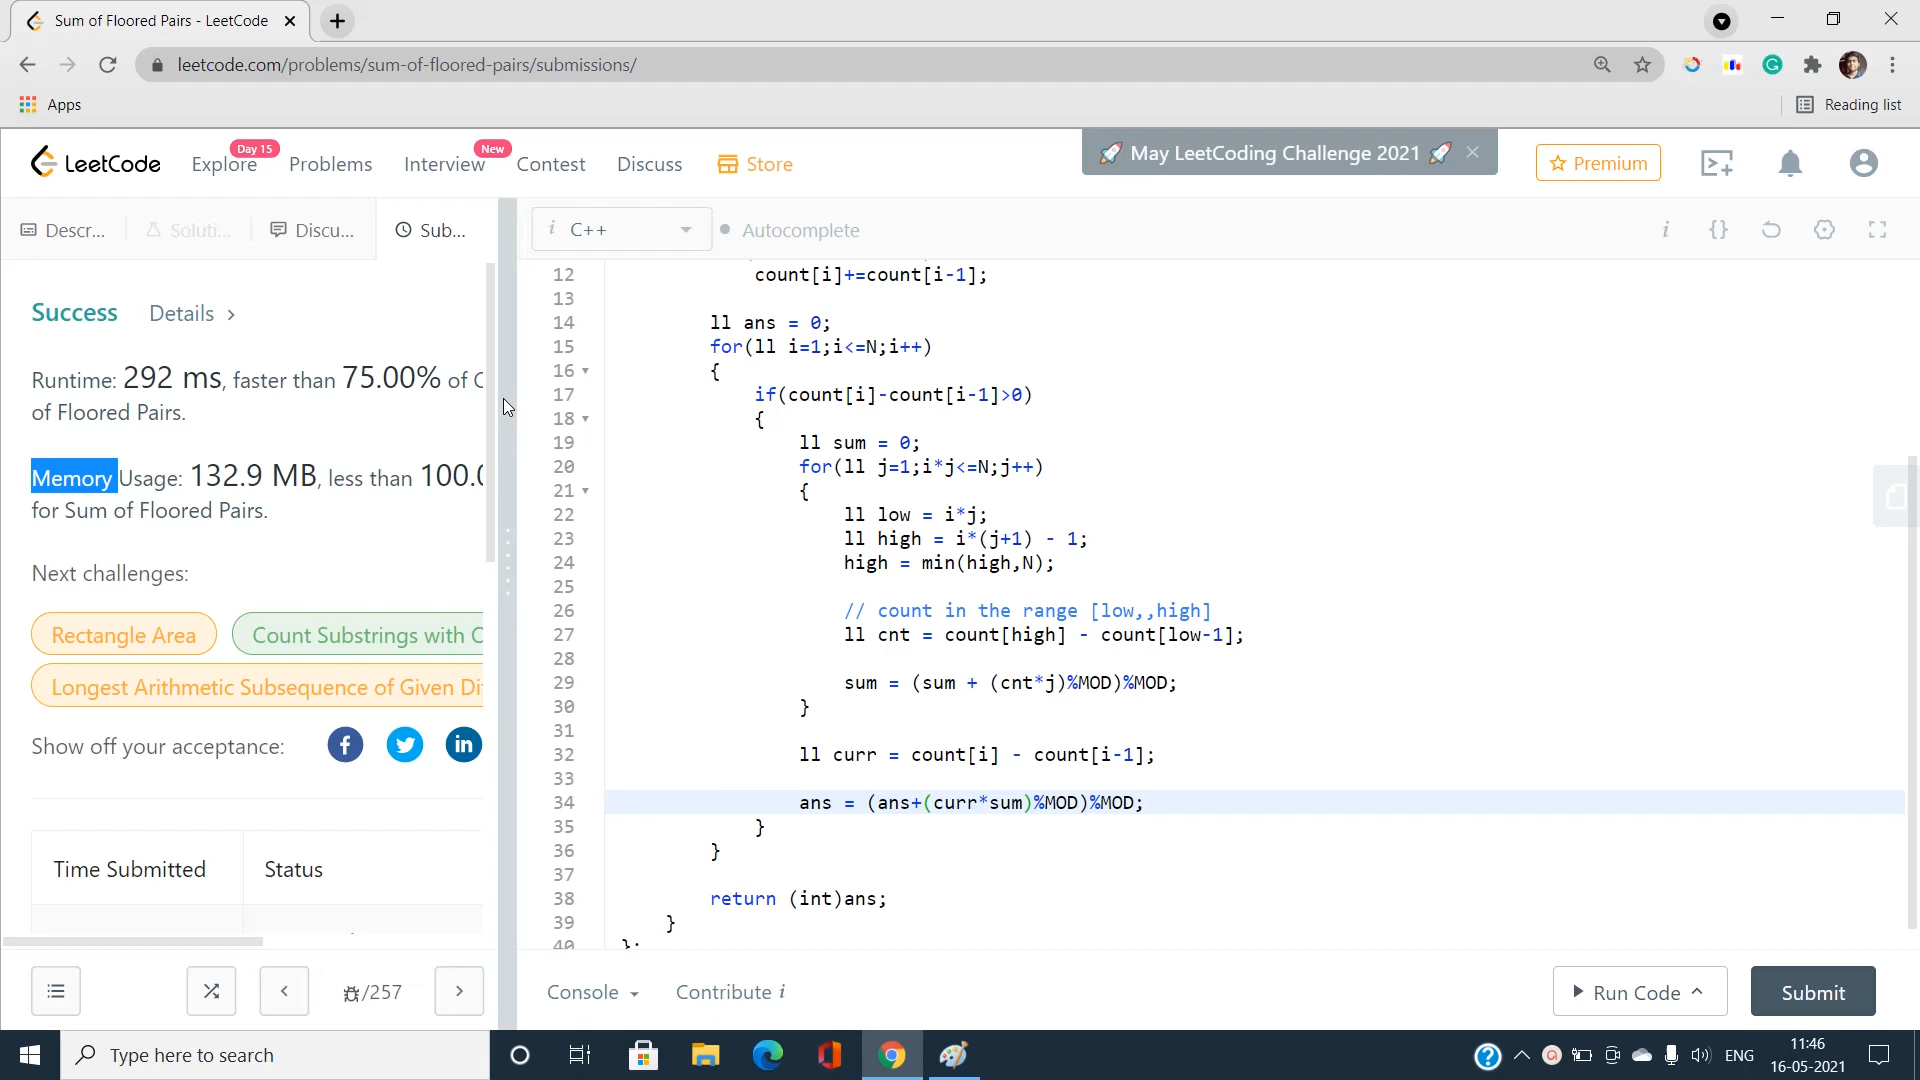 Sum of Floored Pairs - LeetCode
leetcode.com/problems/sum-of-floored-pairs/submissions/
Apps
Reading list
LeetCode
Explore
Day 15
Problems
Interview
New
Contest
Discuss
Store
May LeetCoding Challenge 2021
Premium
Descr...
Soluti...
Discu...
Sub...
i C++
Autocomplete
i
{}
Success
Details
Runtime: 292 ms, faster than 75.00% of C
of Floored Pairs.
Memory Usage: 132.9 MB, less than 100.0
for Sum of Floored Pairs.
Next challenges:
Rectangle Area
Count Substrings with O
Longest Arithmetic Subsequence of Given Di
Show off your acceptance:
Time Submitted
Status
12 count[i]+=count[i-1];
13
14 ll ans = 0;
15 for(ll i=1;i<=N;i++)
16 {
17 if(count[i]-count[i-1]>0)
18 {
19 ll sum = 0;
20 for(ll j=1;i*j<=N;j++)
21 {
22 ll low = i*j;
23 ll high = i*(j+1) - 1;
24 high = min(high,N);
25
26 // count in the range [low,,high]
27 ll cnt = count[high] - count[low-1];
28
29 sum = (sum + (cnt*j)%MOD)%MOD;
30 }
31
32 ll curr = count[i] - count[i-1];
33
34 ans = (ans+(curr*sum)%MOD)%MOD;
35 }
36 }
37
38 return (int)ans;
39 }
40 };
/257
Console
Contribute i
Run Code
Submit
Type here to search
ENG
11:46
16-05-2021